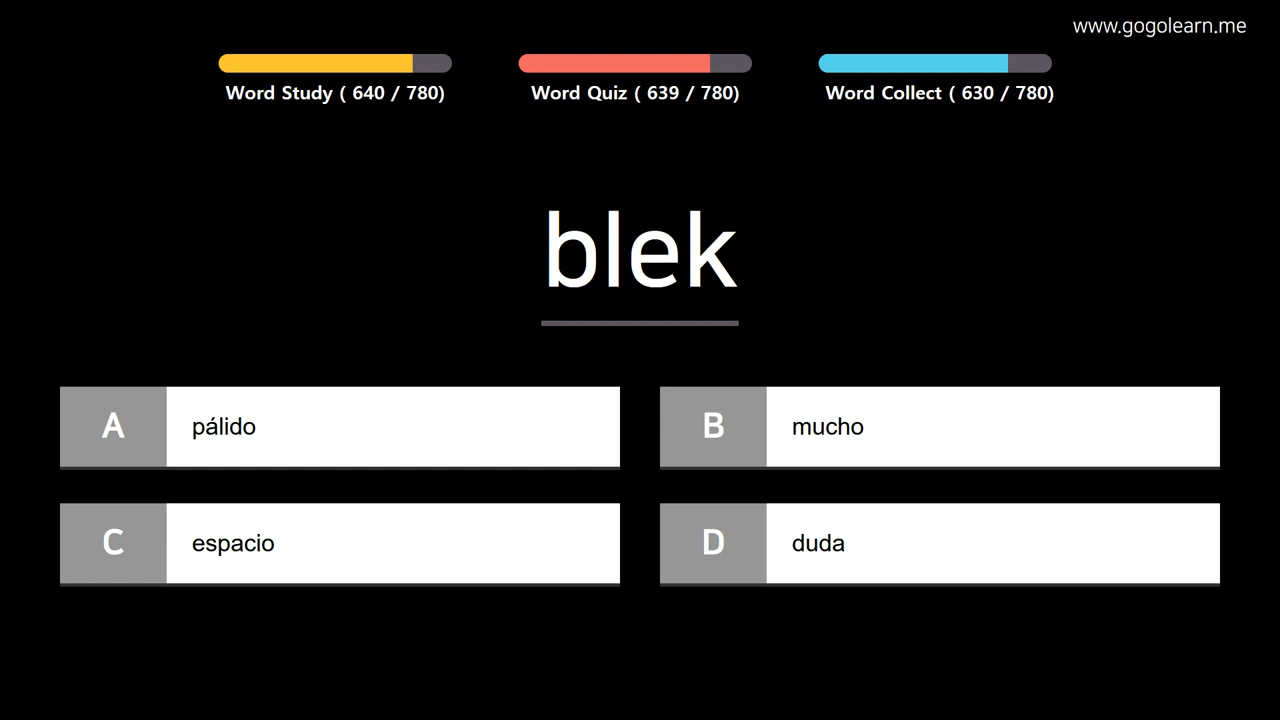 www.gogolearn.me
Word Study ( 640 / 780)
Word Quiz ( 639 / 780)
Word Collect ( 630 / 780)
blek
A pálido
B mucho
C espacio
D duda